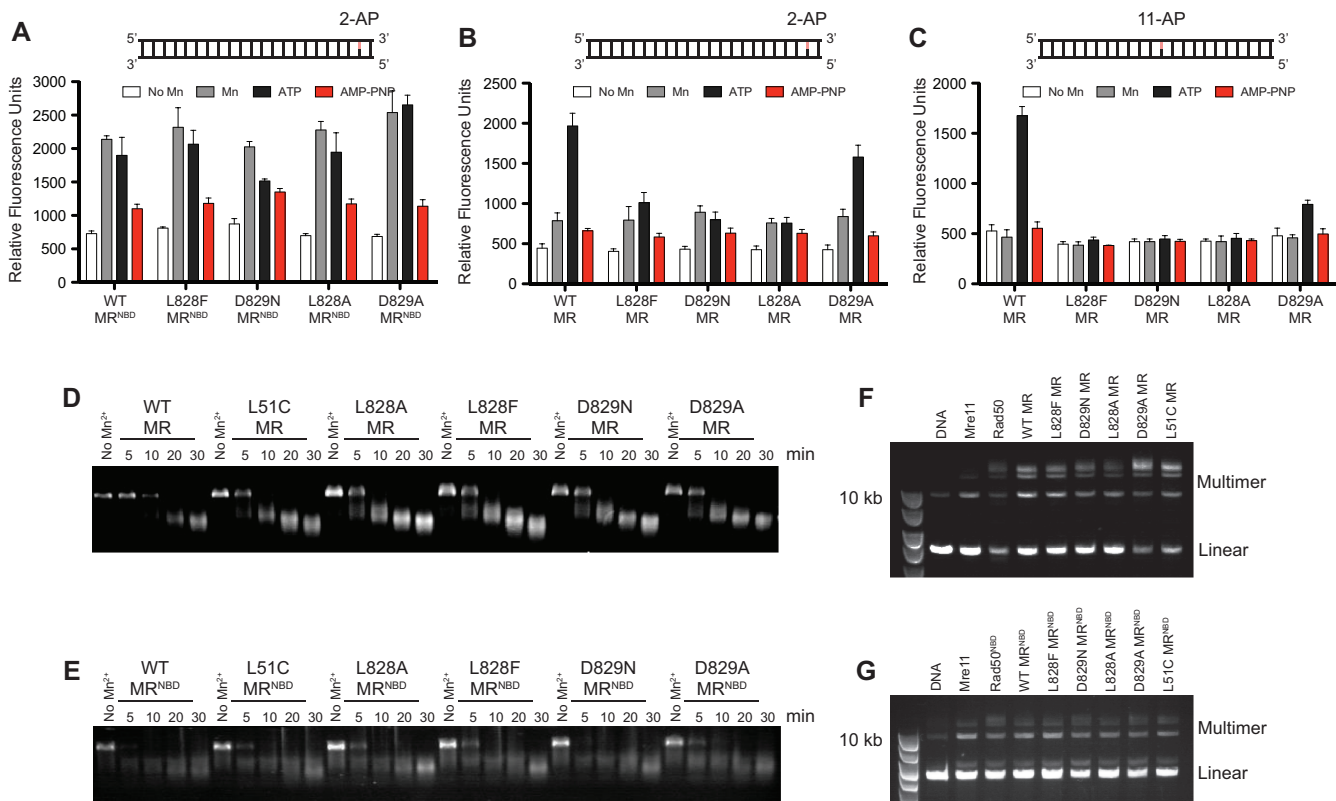 A
2-AP
5’ 3’
3’ 5’
No Mn Mn ATP AMP-PNP
Relative Fluorescence Units
3000
2500
2000
1500
1000
500
0
WT MR^NBD
L828F MR^NBD
D829N MR^NBD
L828A MR^NBD
D829A MR^NBD
B
2-AP
5’ 3’
3’ 5’
No Mn Mn ATP AMP-PNP
Relative Fluorescence Units
2500
2000
1500
1000
500
0
WT MR
L828F MR
D829N MR
L828A MR
D829A MR
C
11-AP
5’ 3’
3’ 5’
No Mn Mn ATP AMP-PNP
Relative Fluorescence Units
2000
1500
1000
500
0
WT MR
L828F MR
D829N MR
L828A MR
D829A MR
D
No Mn²⁺
WT MR
5 10 20 30
No Mn²⁺
L51C MR
5 10 20 30
No Mn²⁺
L828A MR
5 10 20 30
No Mn²⁺
L828F MR
5 10 20 30
No Mn²⁺
D829N MR
5 10 20 30
No Mn²⁺
D829A MR
5 10 20 30
min
E
No Mn²⁺
WT MR^NBD
5 10 20 30
No Mn²⁺
L51C MR^NBD
5 10 20 30
No Mn²⁺
L828A MR^NBD
5 10 20 30
No Mn²⁺
L828F MR^NBD
5 10 20 30
No Mn²⁺
D829N MR^NBD
5 10 20 30
No Mn²⁺
D829A MR^NBD
5 10 20 30
min
F
DNA
Mre11
Rad50
WT MR
L828F MR
D829N MR
L828A MR
D829A MR
L51C MR
10 kb
Multimer
Linear
G
DNA
Mre11
Rad50^NBD
WT MR^NBD
L828F MR^NBD
D829N MR^NBD
L828A MR^NBD
D829A MR^NBD
L51C MR^NBD
10 kb
Multimer
Linear